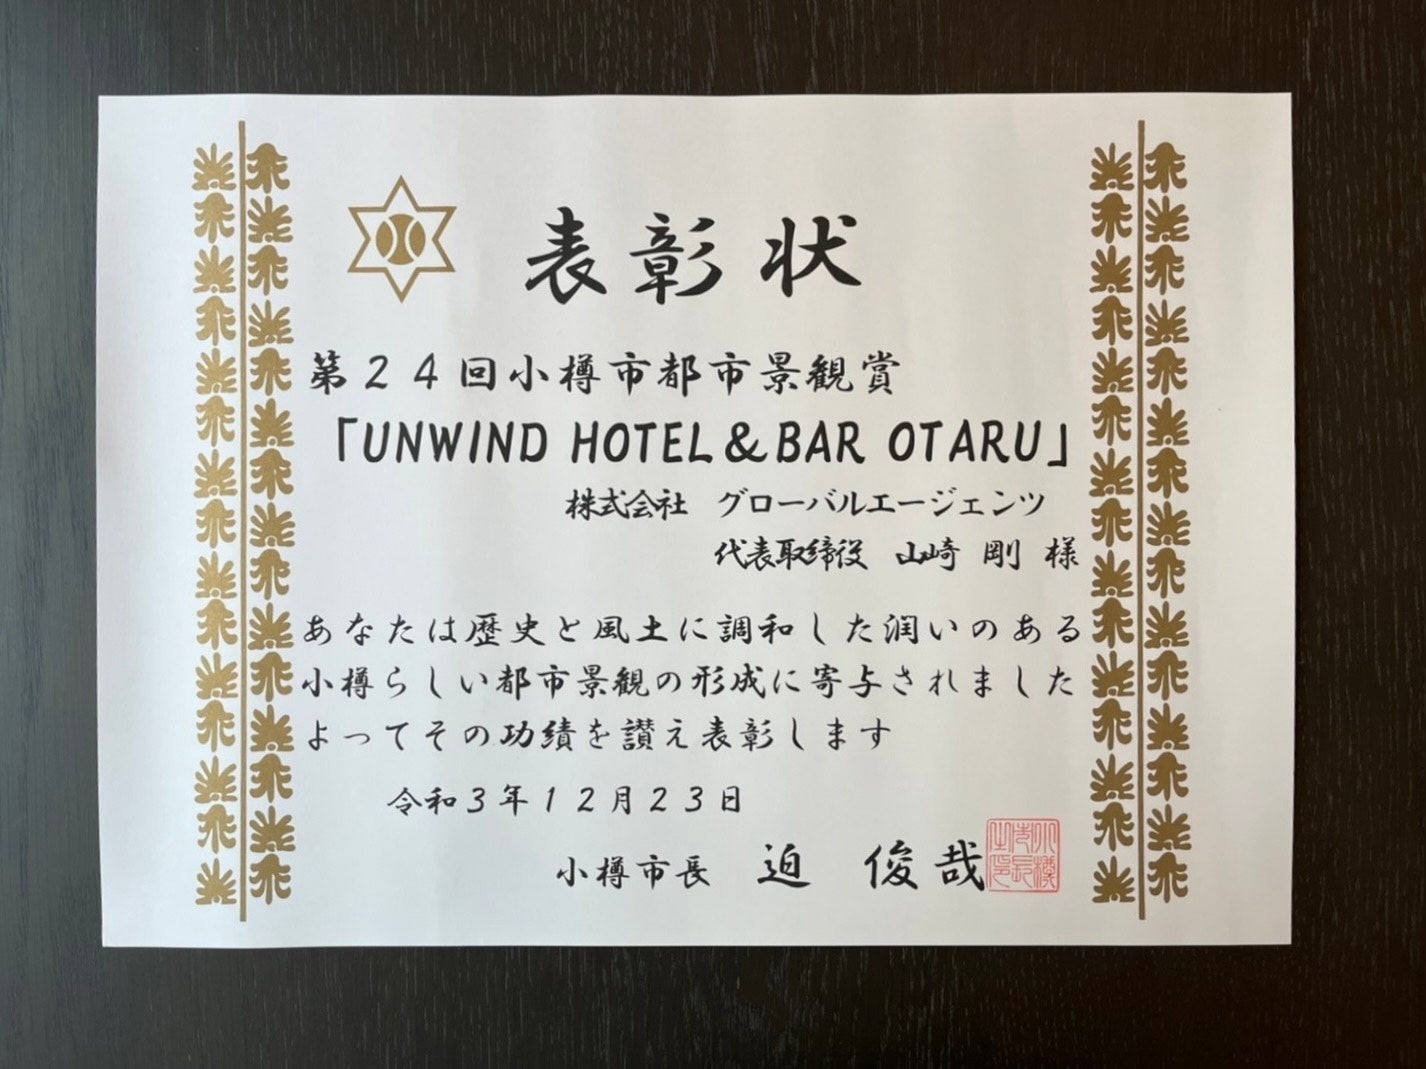 表彰状
第24回小樽市都市景観賞
「UNWIND HOTEL&BAR OTARU」
株式会社 グローバルエージェンツ
代表取締役 山崎 剛 様
あなたは歴史と風土に調和した潤いのある
小樽らしい都市景観の形成に寄与されました
よってその功績を讃え表彰します
令和3年12月23日
小樽市長 迫 俊哉
小樽市長之印